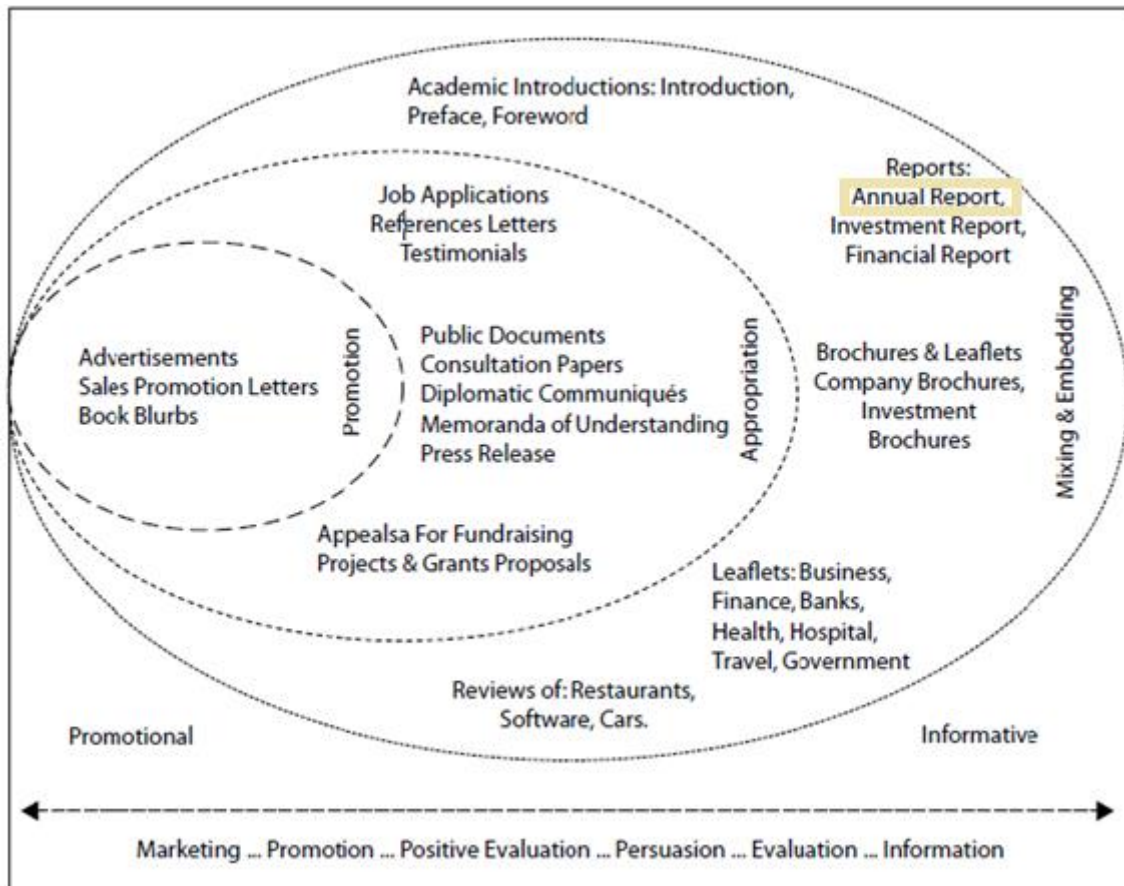 Academic Introductions: Introduction,
Preface, Foreword
Reports:
Annual Report,
Investment Report,
Financial Report
Job Applications
References Letters
Testimonials
Advertisements
Sales Promotion Letters
Book Blurbs
Promotion
Public Documents
Consultation Papers
Diplomatic Communiqués
Memoranda of Understanding
Press Release
Appropriation
Brochures & Leaflets
Company Brochures,
Investment
Brochures
Mixing & Embedding
Appealsa For Fundraising
Projects & Grants Proposals
Leaflets: Business,
Finance, Banks,
Health, Hospital,
Travel, Government
Reviews of: Restaurants,
Software, Cars.
Promotional
Informative
Marketing ... Promotion ... Positive Evaluation ... Persuasion ... Evaluation ... Information